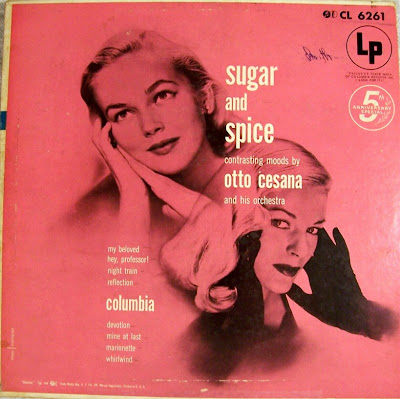 CL 6261
LP
sugar
and
spice
contrasting moods by
otto cesana
and his orchestra
5th
ANNIVERSARY
SPECIAL
my beloved
hey, professor!
night train
reflection
columbia
devotion
mine at last
marionette
whirlwind